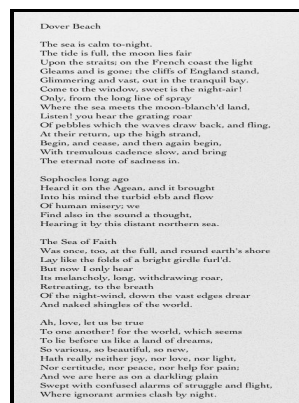 Dover Beach
The sea is calm to-night.
The tide is full, the moon lies fair
Upon the straits; on the French coast the light
Gleams and is gone; the cliffs of England stand,
Glimmering and vast, out in the tranquil bay.
Come to the window, sweet is the night-air!
Only, from the long line of spray
Where the sea meets the moon-blanch'd land,
Listen! you hear the grating roar
Of pebbles which the waves draw back, and fling,
At their return, up the high strand,
Begin, and cease, and then again begin,
With tremulous cadence slow, and bring
The eternal note of sadness in.
Sophocles long ago
Heard it on the Agean, and it brought
Into his mind the turbid ebb and flow
Of human misery; we
Find also in the sound a thought,
Hearing it by this distant northern sea.
The Sea of Faith
Was once, too, at the full, and round earth's shore
Lay like the folds of a bright girdle furl'd.
But now I only hear
Its melancholy, long, withdrawing roar,
Retreating, to the breath
Of the night-wind, down the vast edges drear
And naked shingles of the world.
Ah, love, let us be true
To one another! for the world, which seems
To lie before us like a land of dreams,
So various, so beautiful, so new,
Hath really neither joy, nor love, nor light,
Nor certitude, nor peace, nor help for pain;
And we are here as on a darkling plain
Swept with confused alarms of struggle and flight,
Where ignorant armies clash by night.